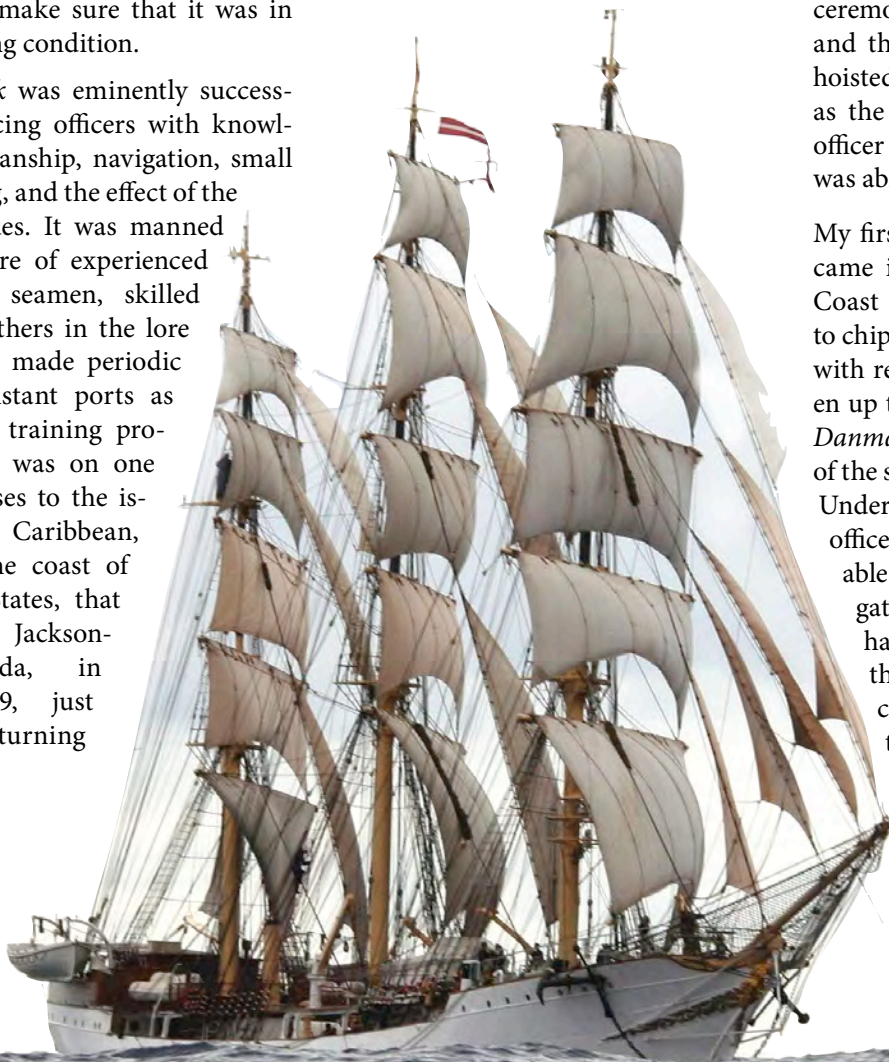 make sure that it was in
ng condition.
k was eminently success-
cing officers with knowl-
anship, navigation, small
g, and the effect of the
es. It was manned
re of experienced
seamen, skilled
thers in the lore
made periodic
stant ports as
training pro-
was on one
ses to the is-
Caribbean,
ne coast of
tates, that
Jackson-
da, in
9, just
turning
ceremo
and th
hoisted
as the
officer
was ab
My firs
came i
Coast
to chip
with re
en up t
Danma
of the s
Under
office
able
gat
ha
th
c
t